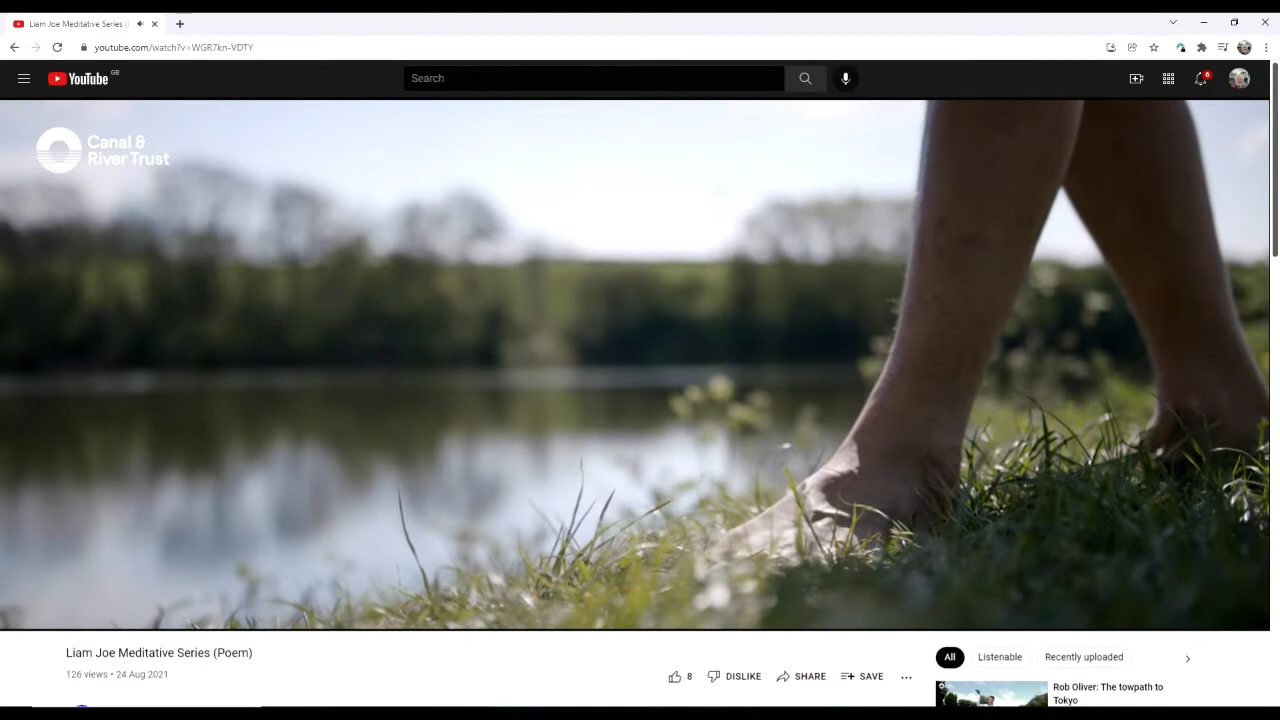 Liam Joe Meditative Series (
youtube.com/watch?v=WGR7kn-VDTY
YouTube GB
Search
6
Canal &
River Trust
Liam Joe Meditative Series (Poem)
126 views • 24 Aug 2021
8 DISLIKE SHARE SAVE
All Listenable Recently uploaded
Rob Oliver: The towpath to
Tokyo